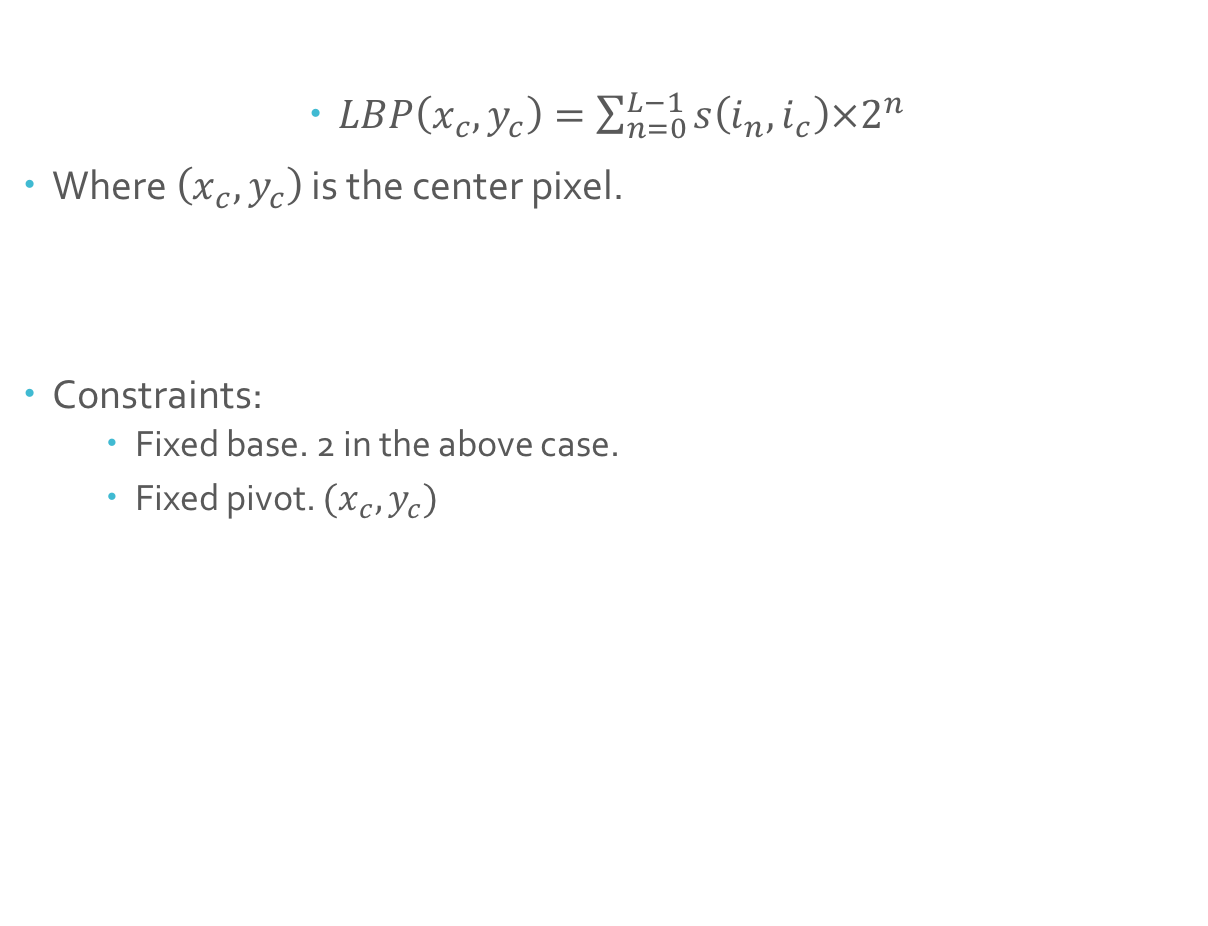 • LBP(x_c, y_c) = ∑_{n=0}^{L−1} s(i_n, i_c)×2^n
• Where (x_c, y_c) is the center pixel.
• Constraints:
• Fixed base. 2 in the above case.
• Fixed pivot. (x_c, y_c)